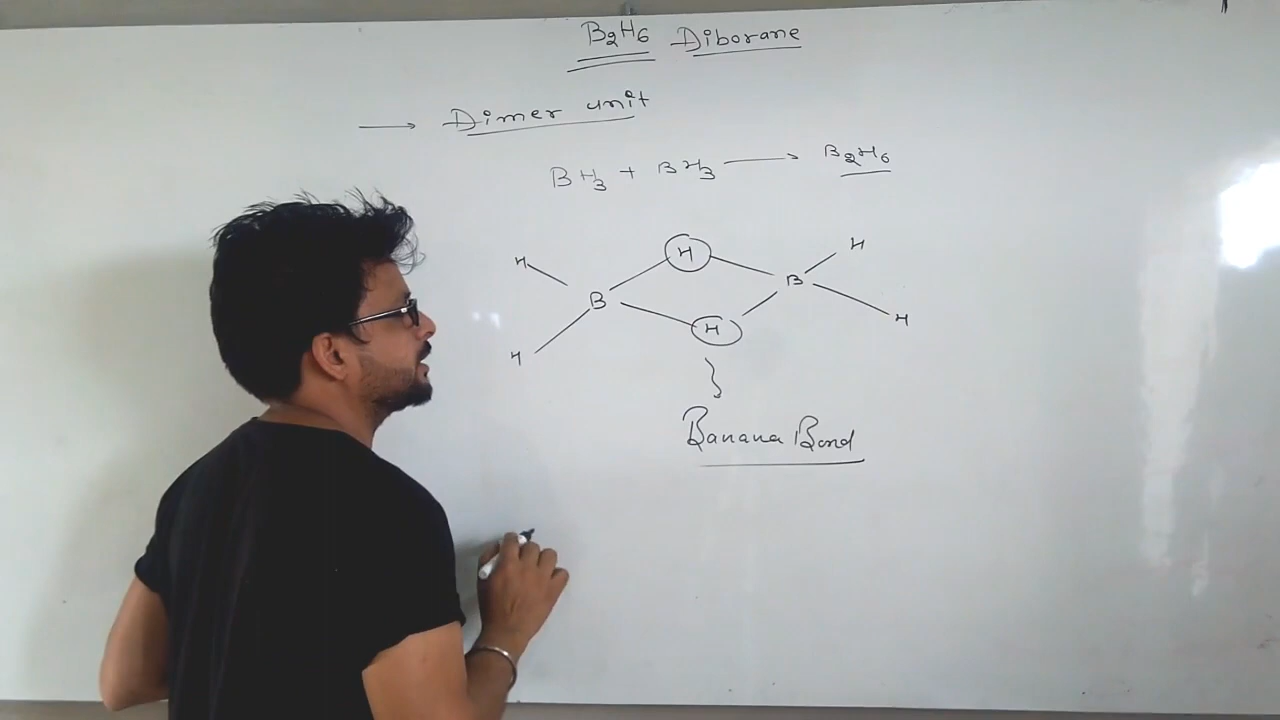 B2H6 Diborane
→ Dimer unit
BH3 + BH3 → B2H6
H H H
B B
H H H
Banana Bond